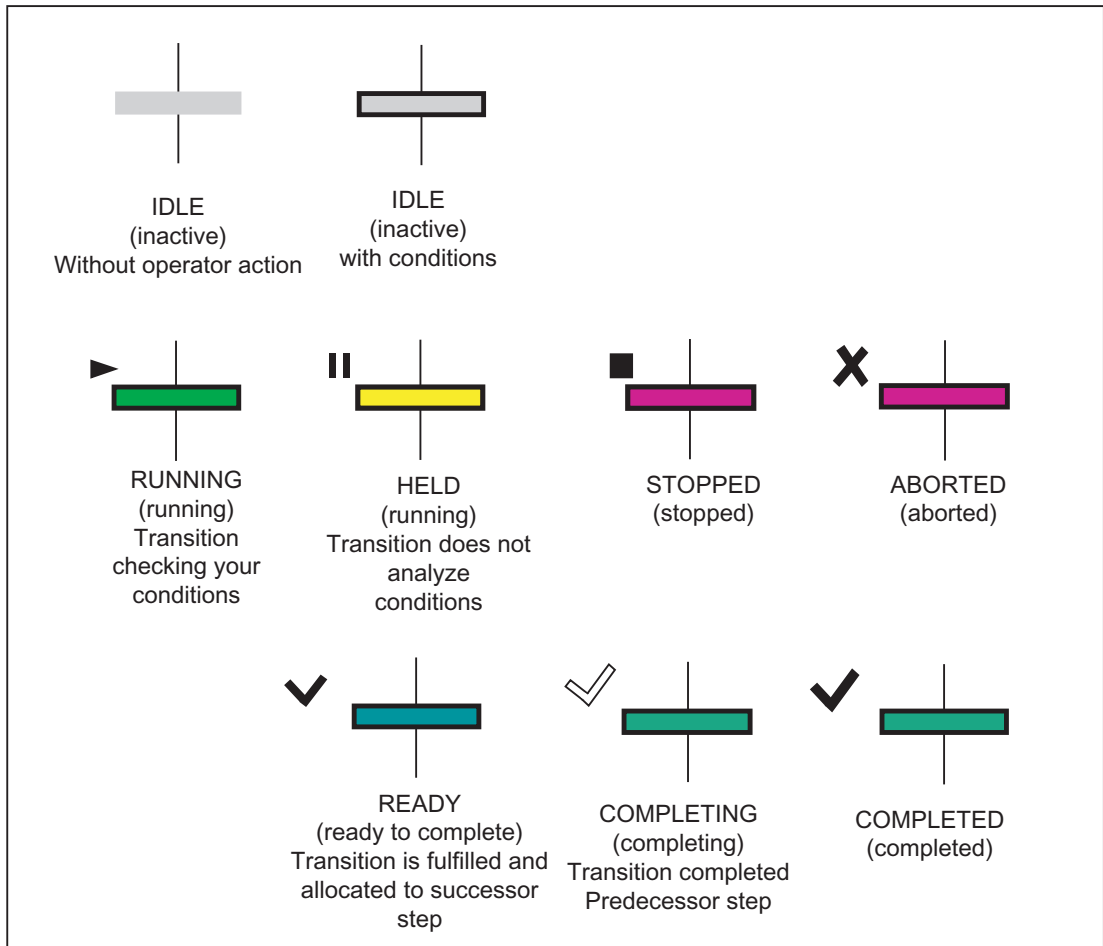 IDLE
(inactive)
Without operator action
IDLE
(inactive)
with conditions
RUNNING
(running)
Transition
checking your
conditions
HELD
(running)
Transition does not
analyze
conditions
STOPPED
(stopped)
ABORTED
(aborted)
READY
(ready to complete)
Transition is fulfilled and
allocated to successor
step
COMPLETING
(completing)
Transition completed
Predecessor step
COMPLETED
(completed)